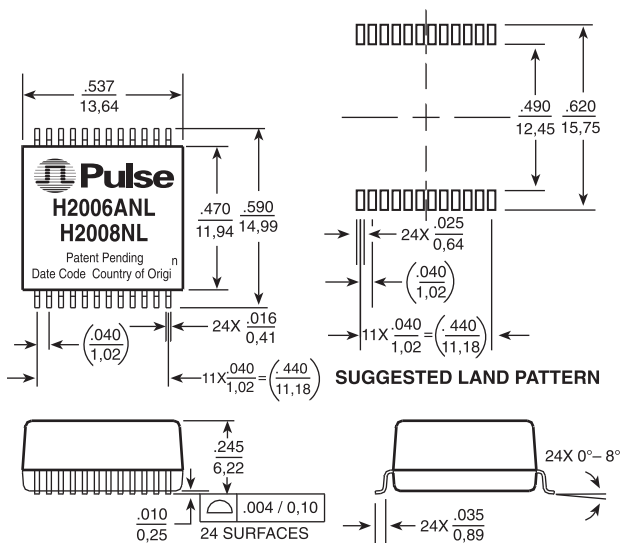 .537
13,64
Pulse
H2006ANL
H2008NL
Patent Pending
n
Date Code Country of Origi
.470
11,94
.590
14,99
(.040
1,02)
24X .016
0,41
11X .040
1,02 = (.440
11,18)
.490
12,45
.620
15,75
24X .025
0,64
(.040
1,02)
11X .040
1,02 = (.440
11,18)
SUGGESTED LAND PATTERN
.245
6,22
.010
0,25
.004 / 0,10
24 SURFACES
24X 0°– 8°
24X .035
0,89